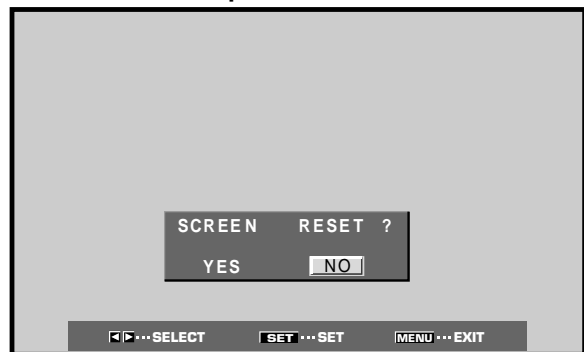 SCREEN RESET ?
YES NO
◀ ▶ ··· SELECT SET ··· SET MENU ··· EXIT